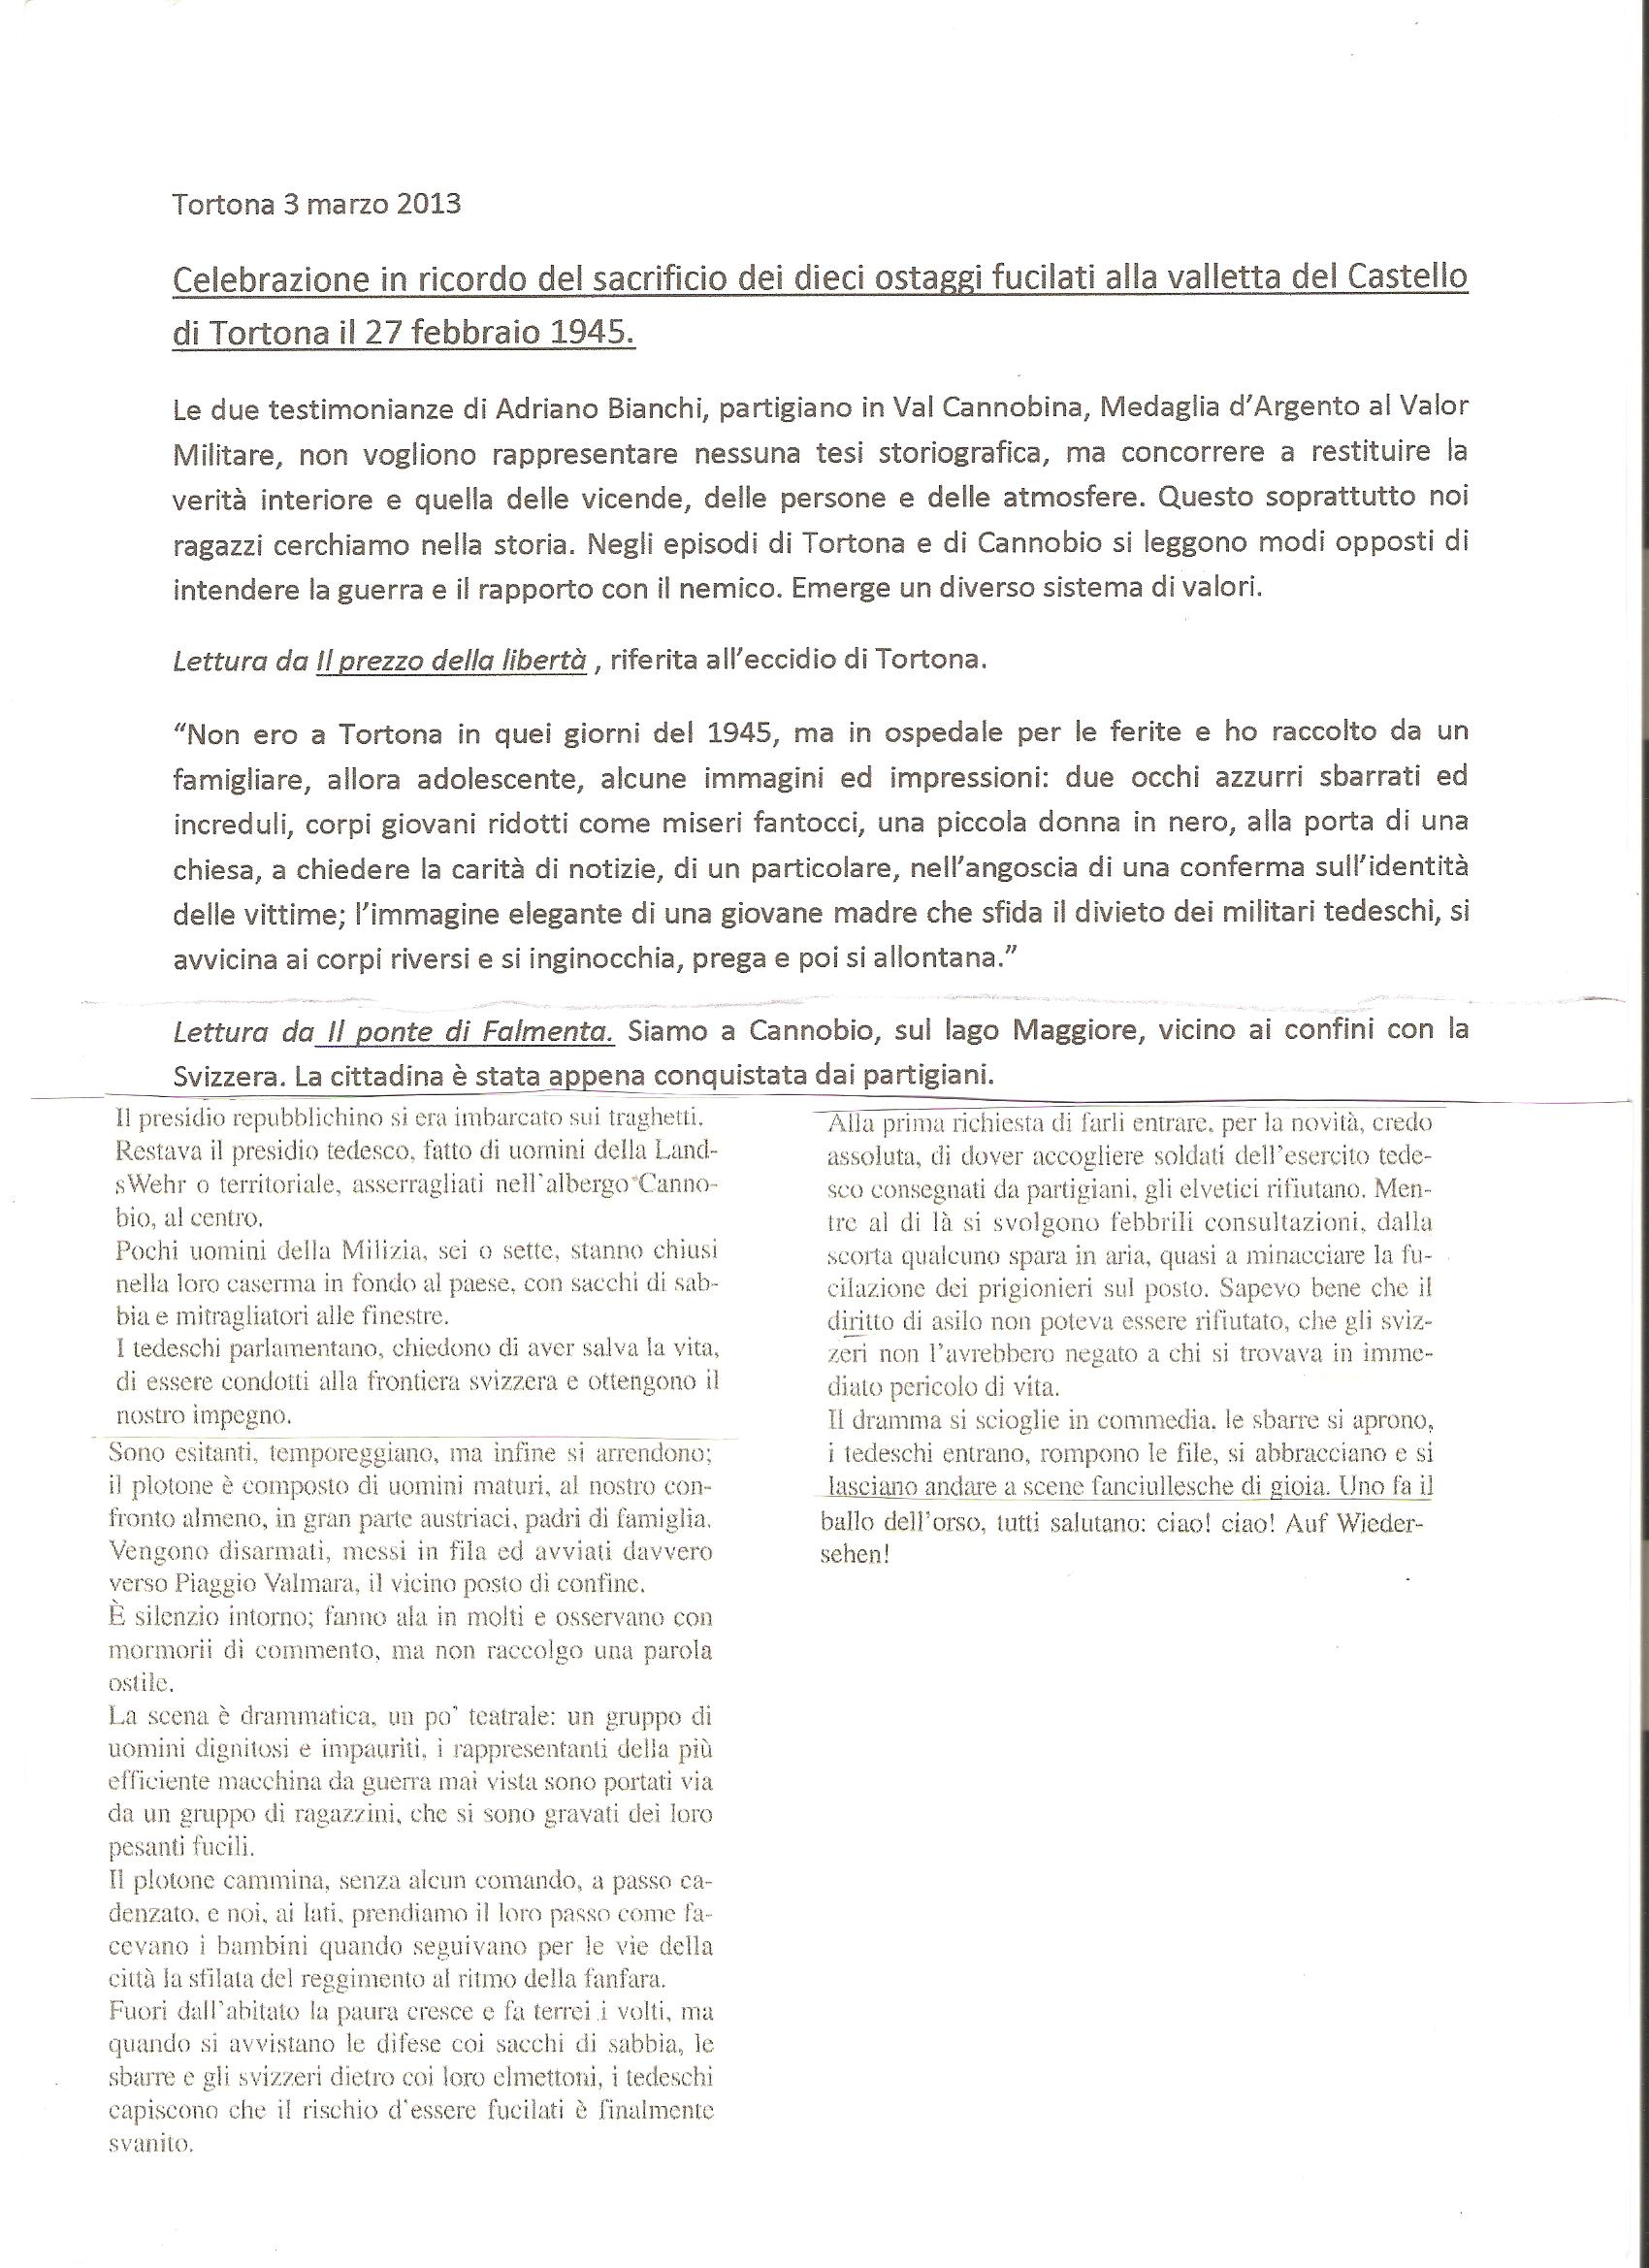 Tortona 3 marzo 2013
Celebrazione in ricordo del sacrificio dei dieci ostaggi fucilati alla valletta del Castello
di Tortona il 27 febbraio 1945.
Le due testimonianze di Adriano Bianchi, partigiano in Val Cannobina, Medaglia d’Argento al Valor
Militare, non vogliono rappresentare nessuna tesi storiografica, ma concorrere a restituire la
verità interiore e quella delle vicende, delle persone e delle atmosfere. Questo soprattutto noi
ragazzi cerchiamo nella storia. Negli episodi di Tortona e di Cannobio si leggono modi opposti di
intendere la guerra e il rapporto con il nemico. Emerge un diverso sistema di valori.
Lettura da Il prezzo della libertà , riferita all’eccidio di Tortona.
“Non ero a Tortona in quei giorni del 1945, ma in ospedale per le ferite e ho raccolto da un
famigliare, allora adolescente, alcune immagini ed impressioni: due occhi azzurri sbarrati ed
increduli, corpi giovani ridotti come miseri fantocci, una piccola donna in nero, alla porta di una
chiesa, a chiedere la carità di notizie, di un particolare, nell’angoscia di una conferma sull’identità
delle vittime; l’immagine elegante di una giovane madre che sfida il divieto dei militari tedeschi, si
avvicina ai corpi riversi e si inginocchia, prega e poi si allontana.”
Lettura da Il ponte di Falmenta. Siamo a Cannobio, sul lago Maggiore, vicino ai confini con la
Svizzera. La cittadina è stata appena conquistata dai partigiani.
Il presidio repubblichino si era imbarcato sui traghetti.
Restava il presidio tedesco, fatto di uomini della Land-
sWehr o territoriale, asserragliati nell’albergo Canno-
bio, al centro.
Pochi uomini della Milizia, sei o sette, stanno chiusi
nella loro caserma in fondo al paese, con sacchi di sab-
bia e mitragliatori alle finestre.
I tedeschi parlamentano, chiedono di aver salva la vita,
di essere condotti alla frontiera svizzera e ottengono il
nostro impegno.
Sono esitanti, temporeggiano, ma infine si arrendono;
il plotone è composto di uomini maturi, al nostro con-
fronto almeno, in gran parte austriaci, padri di famiglia.
Vengono disarmati, messi in fila ed avviati davvero
verso Piaggio Valmara, il vicino posto di confine.
È silenzio intorno; fanno ala in molti e osservano con
mormorii di commento, ma non raccolgo una parola
ostile.
La scena è drammatica, un po’ teatrale: un gruppo di
uomini dignitosi e impauriti, i rappresentanti della più
efficiente macchina da guerra mai vista sono portati via
da un gruppo di ragazzini, che si sono gravati dei loro
pesanti fucili.
Il plotone cammina, senza alcun comando, a passo ca-
denzato, e noi, ai lati, prendiamo il loro passo come fa-
cevano i bambini quando seguivano per le vie della
città la sfilata del reggimento al ritmo della fanfara.
Fuori dall’abitato la paura cresce e fa terrei i volti, ma
quando si avvistano le difese coi sacchi di sabbia, le
sbarre e gli svizzeri dietro coi loro elmettoni, i tedeschi
capiscono che il rischio d’essere fucilati è finalmente
svanito.
Alla prima richiesta di farli entrare, per la novità, credo
assoluta, di dover accogliere soldati dell’esercito tede-
sco consegnati da partigiani, gli elvetici rifiutano. Men-
tre al di là si svolgono febbrili consultazioni, dalla
scorta qualcuno spara in aria, quasi a minacciare la fu-
cilazione dei prigionieri sul posto. Sapevo bene che il
diritto di asilo non poteva essere rifiutato, che gli sviz-
zeri non l’avrebbero negato a chi si trovava in imme-
diato pericolo di vita.
Il dramma si scioglie in commedia, le sbarre si aprono,
i tedeschi entrano, rompono le file, si abbracciano e si
lasciano andare a scene fanciullesche di gioia. Uno fa il
ballo dell’orso, tutti salutano: ciao! ciao! Auf Wieder-
sehen!